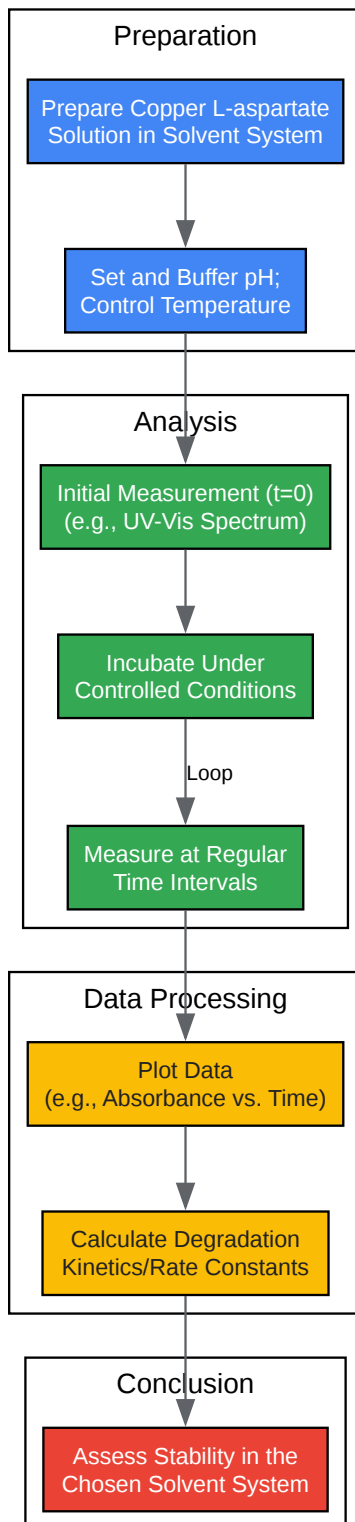 Preparation
Prepare Copper L-aspartate
Solution in Solvent System
Set and Buffer pH;
Control Temperature
Analysis
Initial Measurement (t=0)
(e.g., UV-Vis Spectrum)
Incubate Under
Controlled Conditions
Loop
Measure at Regular
Time Intervals
Data Processing
Plot Data
(e.g., Absorbance vs. Time)
Calculate Degradation
Kinetics/Rate Constants
Conclusion
Assess Stability in the
Chosen Solvent System